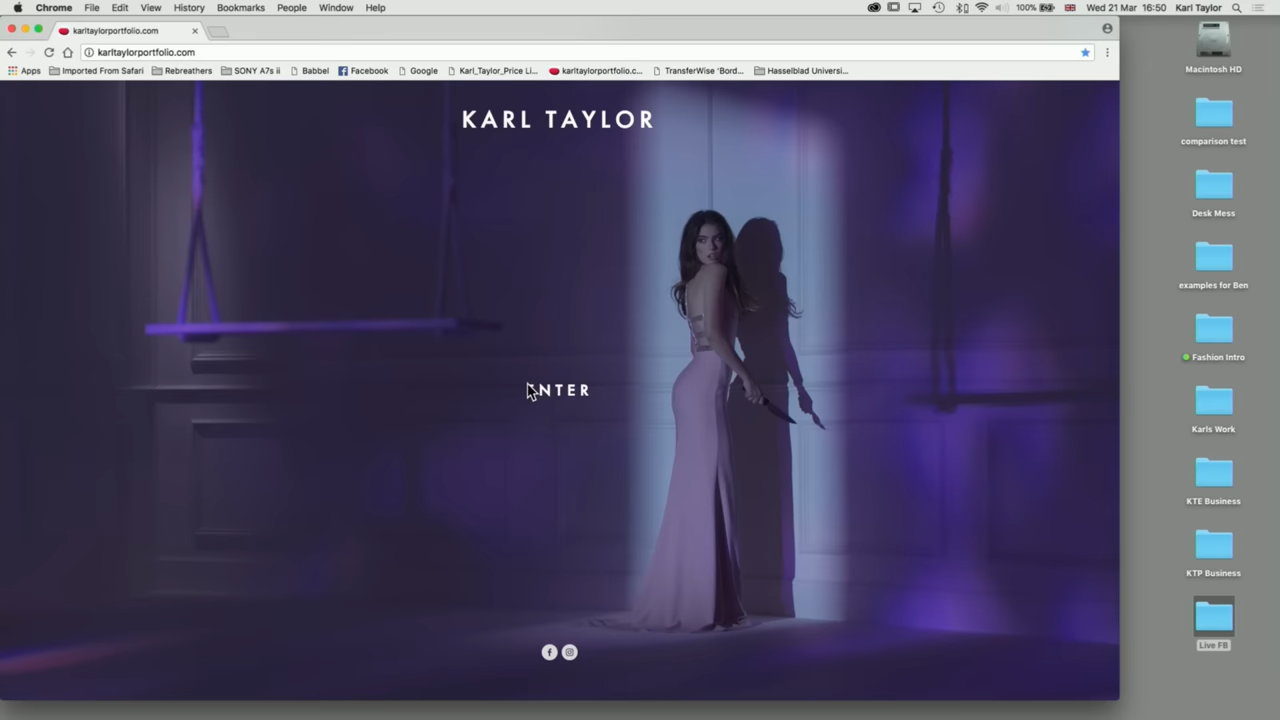 Chrome File Edit View History Bookmarks People Window Help 100% Wed 21 Mar 16:50 Karl Taylor
karltaylorportfolio.com
karltaylorportfolio.com
Apps Imported From Safari Rebreathers SONY A7s ii Babbel Facebook Google Karl_Taylor_Price Li... karltaylorportfolio.c... TransferWise 'Bord... Hasselblad Universi...
KARL TAYLOR
NTER
Macintosh HD
comparison test
Desk Mess
examples for Ben
Fashion Intro
Karls Work
KTE Business
KTP Business
Live FB